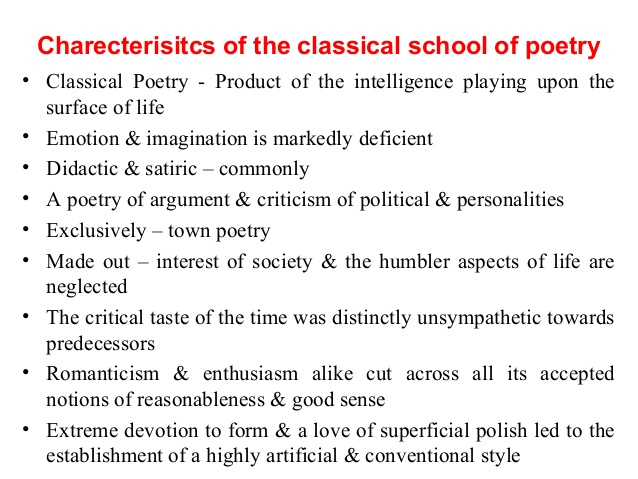 Charecterisitcs of the classical school of poetry
• Classical Poetry - Product of the intelligence playing upon the
surface of life
• Emotion & imagination is markedly deficient
• Didactic & satiric – commonly
• A poetry of argument & criticism of political & personalities
• Exclusively – town poetry
• Made out – interest of society & the humbler aspects of life are
neglected
• The critical taste of the time was distinctly unsympathetic towards
predecessors
• Romanticism & enthusiasm alike cut across all its accepted
notions of reasonableness & good sense
• Extreme devotion to form & a love of superficial polish led to the
establishment of a highly artificial & conventional style